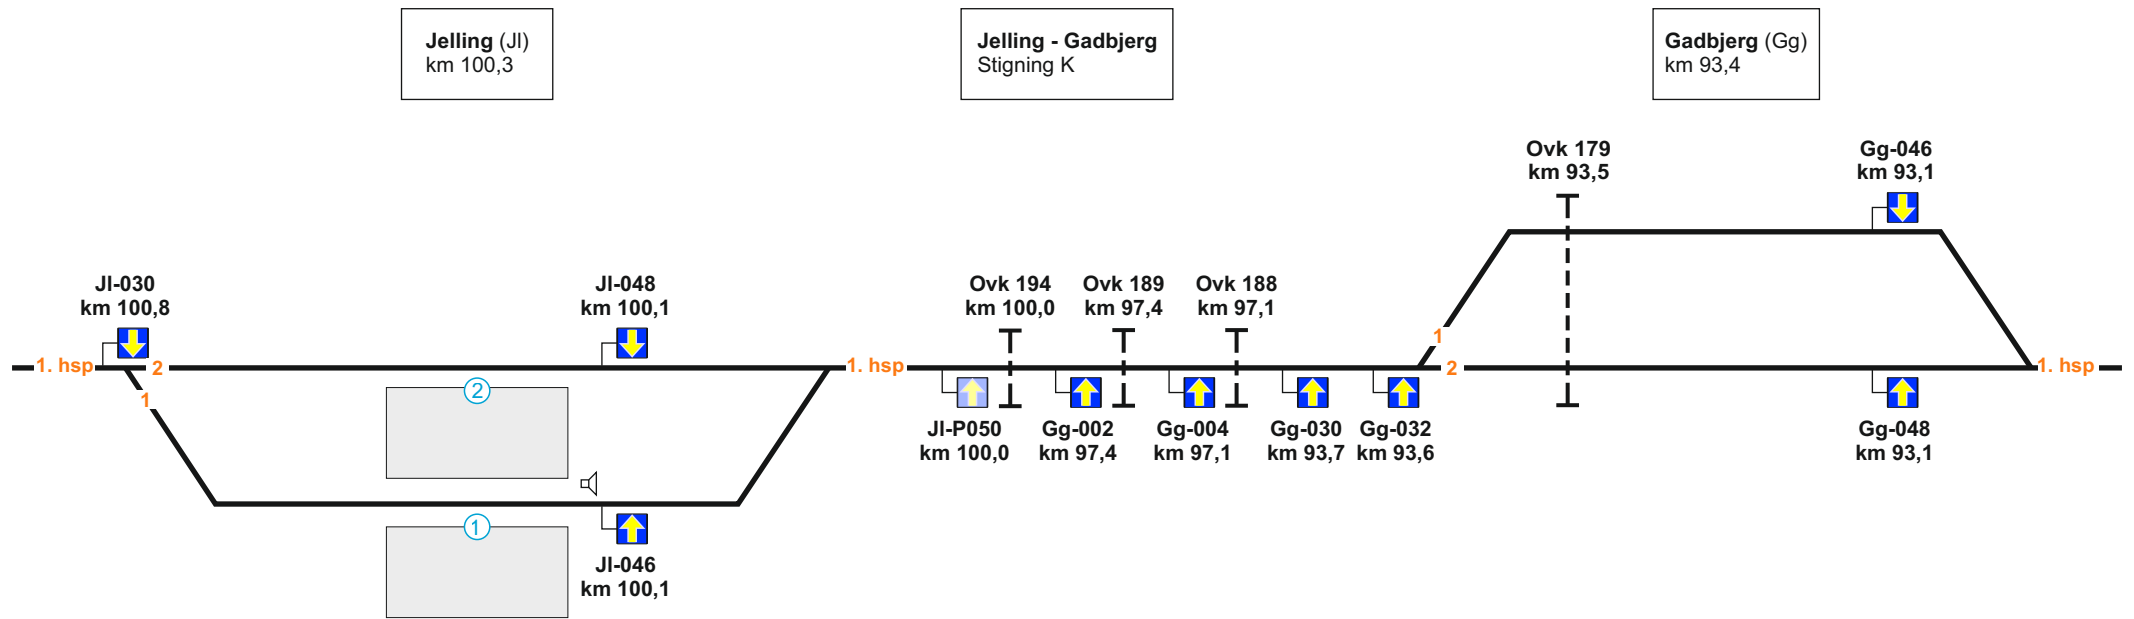 Jelling (Jl)
km 100,3
Jelling - Gadbjerg
Stigning K
Gadbjerg (Gg)
km 93,4
Ovk 179
km 93,5
Gg-046
km 93,1
Jl-030
km 100,8
Jl-048
km 100,1
Ovk 194
km 100,0
Ovk 189
km 97,4
Ovk 188
km 97,1
1
1. hsp
2
1. hsp
2
1. hsp
1
2
Jl-P050
km 100,0
Gg-002
km 97,4
Gg-004
km 97,1
Gg-030
km 93,7
Gg-032
km 93,6
Gg-048
km 93,1
1
Jl-046
km 100,1